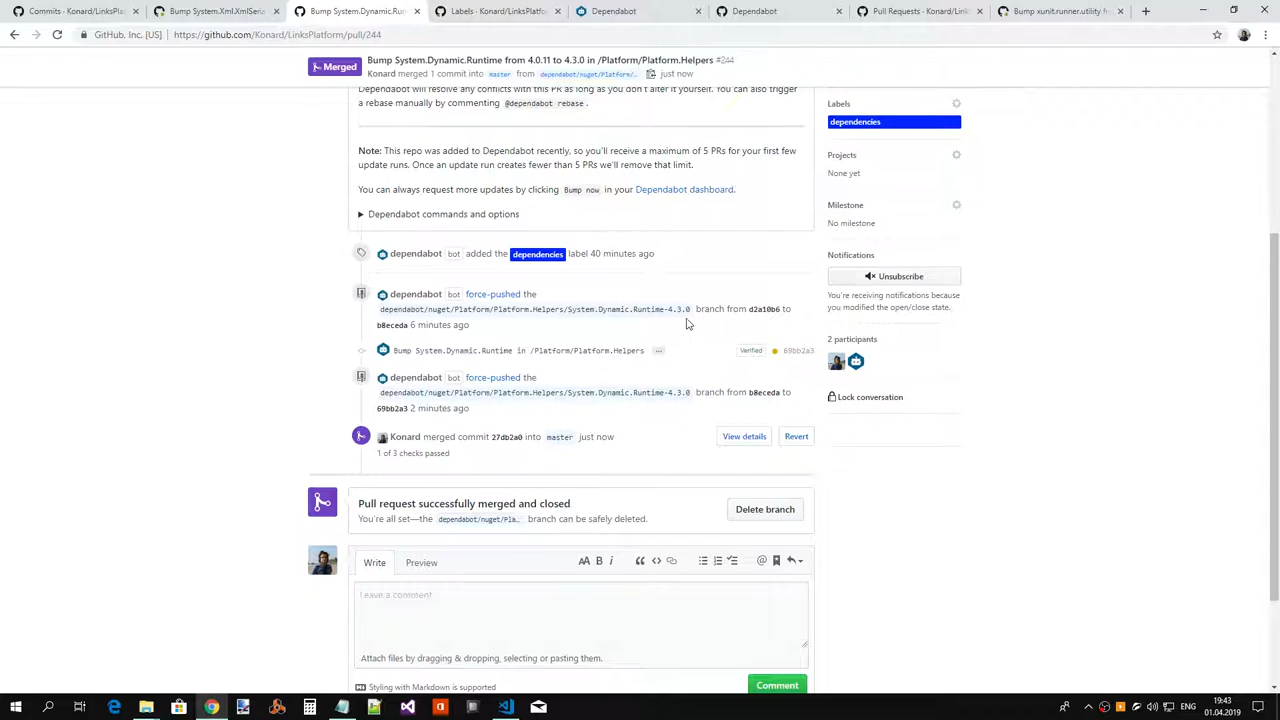 Commits - Konard/LinksPlatfo
Bump System.Xml.XmlSeria
Bump System.Dynamic.Run
Labels - Konard/LinksPlatfo
Dependabot
Dependabot
Pull Requests - Konard/Link
Bump xunit.runner.utility fr
GitHub, Inc. [US] https://github.com/Konard/LinksPlatform/pull/244
Merged
Bump System.Dynamic.Runtime from 4.0.11 to 4.3.0 in /Platform/Platform.Helpers #244
Konard merged 1 commit into master from dependabot/nuget/Platform/… just now
Dependabot will resolve any conflicts with this PR as long as you don't alter it yourself. You can also trigger
a rebase manually by commenting @dependabot rebase.
Note: This repo was added to Dependabot recently, so you'll receive a maximum of 5 PRs for your first few
update runs. Once an update run creates fewer than 5 PRs we'll remove that limit.
You can always request more updates by clicking Bump now in your Dependabot dashboard.
Dependabot commands and options
dependabot bot added the dependencies label 40 minutes ago
dependabot bot force-pushed the
dependabot/nuget/Platform/Platform.Helpers/System.Dynamic.Runtime-4.3.0 branch from d2a10b6 to
b8eceda 6 minutes ago
Bump System.Dynamic.Runtime in /Platform/Platform.Helpers … Verified 69bb2a3
dependabot bot force-pushed the
dependabot/nuget/Platform/Platform.Helpers/System.Dynamic.Runtime-4.3.0 branch from b8eceda to
69bb2a3 2 minutes ago
Konard merged commit 27db2a0 into master just now
View details
Revert
1 of 3 checks passed
Pull request successfully merged and closed
You're all set—the dependabot/nuget/Pla… branch can be safely deleted.
Delete branch
Write
Preview
AA B i
Leave a comment
Attach files by dragging & dropping, selecting or pasting them.
Styling with Markdown is supported
Comment
Labels
dependencies
Projects
None yet
Milestone
No milestone
Notifications
Unsubscribe
You're receiving notifications because
you modified the open/close state.
2 participants
Lock conversation
ENG
19:43
01.04.2019